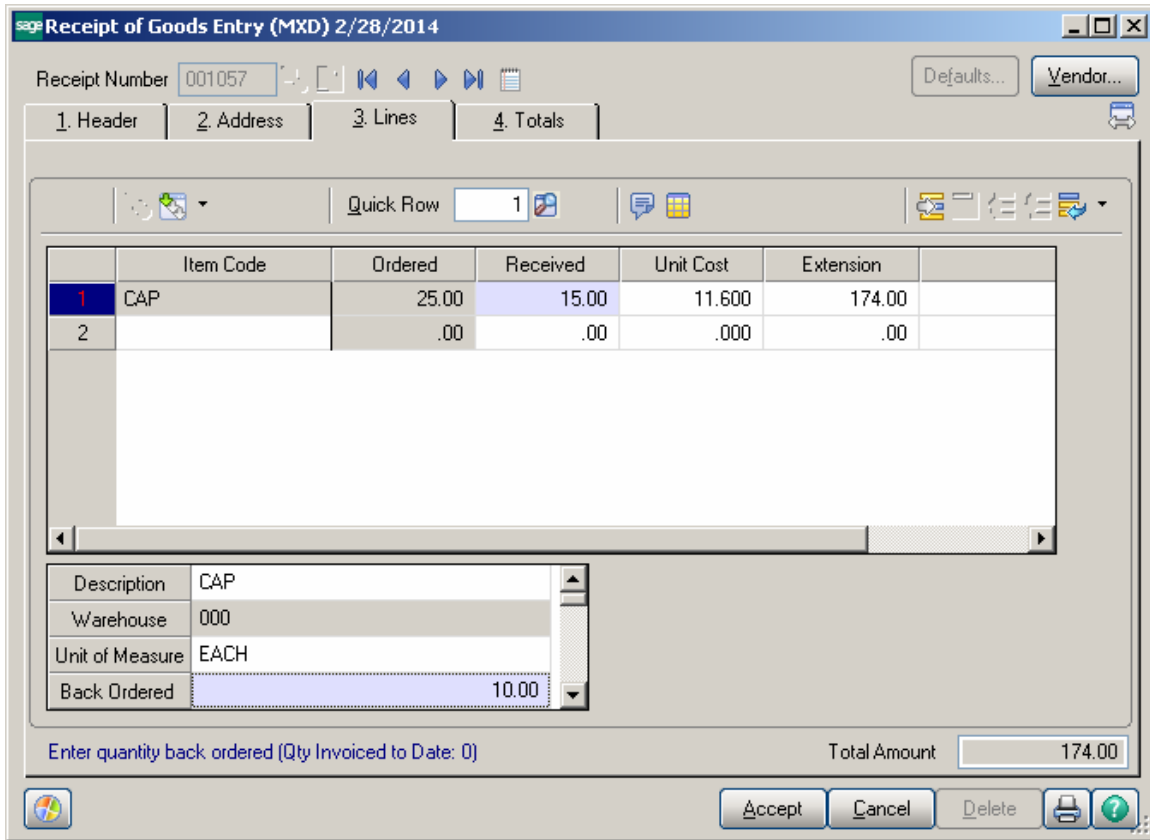 sage Receipt of Goods Entry (MXD) 2/28/2014
Receipt Number 001057 Defaults... Vendor...
1. Header 2. Address 3. Lines 4. Totals
Quick Row 1
Item Code Ordered Received Unit Cost Extension
1 CAP 25.00 15.00 11.600 174.00
2 .00 .00 .000 .00
Description CAP
Warehouse 000
Unit of Measure EACH
Back Ordered 10.00
Enter quantity back ordered (Qty Invoiced to Date: 0) Total Amount 174.00
Accept Cancel Delete